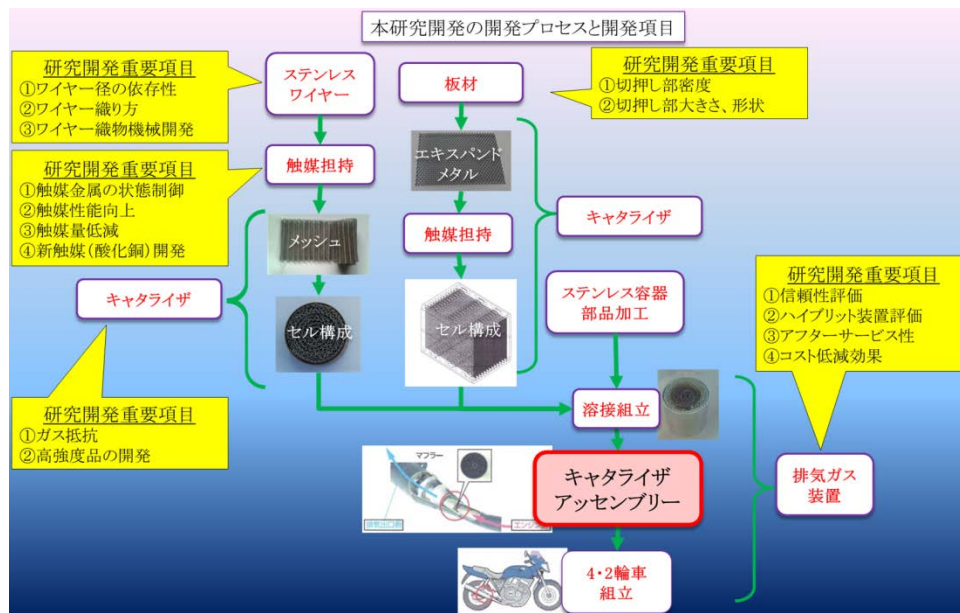 本研究開発の開発プロセスと開発項目
研究開発重要項目
①ワイヤー径の依存性
②ワイヤー織り方
③ワイヤー織物機械開発
ステンレス
ワイヤー
板材
研究開発重要項目
①切押し部密度
②切押し部大きさ、形状
研究開発重要項目
①触媒金属の状態制御
②触媒性能向上
③触媒量低減
④新触媒(酸化銅)開発
触媒担持
エキスパンド
メタル
メッシュ
触媒担持
キャタライザ
キャタライザ
セル構成
セル構成
ステンレス容器
部品加工
研究開発重要項目
①信頼性評価
②ハイブリット装置評価
③アフターサービス性
④コスト低減効果
研究開発重要項目
①ガス抵抗
②高強度品の開発
溶接組立
マフラー
排気出口側
キャタライザ
アッセンブリー
排気ガス
装置
4・2輪車
組立